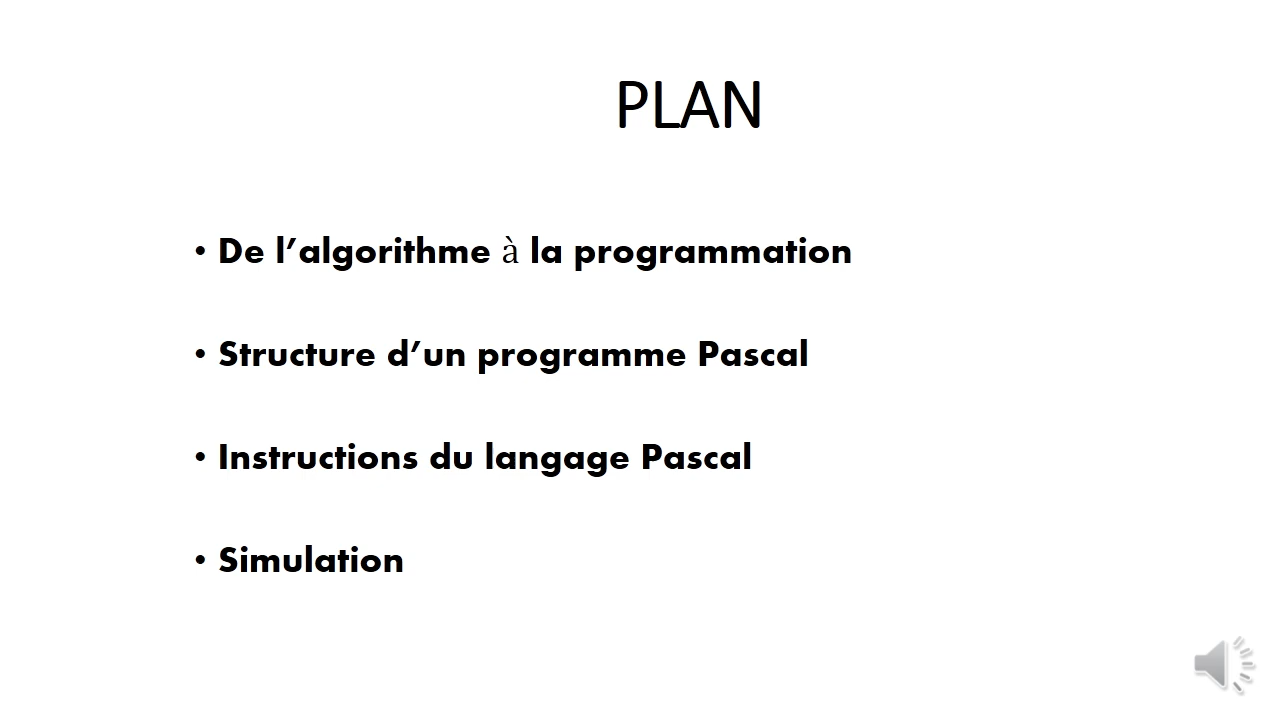 PLAN
• De l’algorithme à la programmation
• Structure d’un programme Pascal
• Instructions du langage Pascal
• Simulation